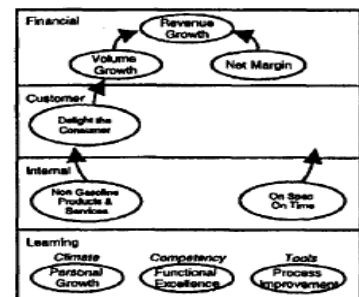 Financial
Revenue
Growth
Volume
Growth
Net Margin
Customer
Delight the
Consumer
Internal
Non Gasoline
Products &
Services
On Spec
On Time
Learning
Climate
Competency
Tools
Personal
Growth
Functional
Excellence
Process
Improvement